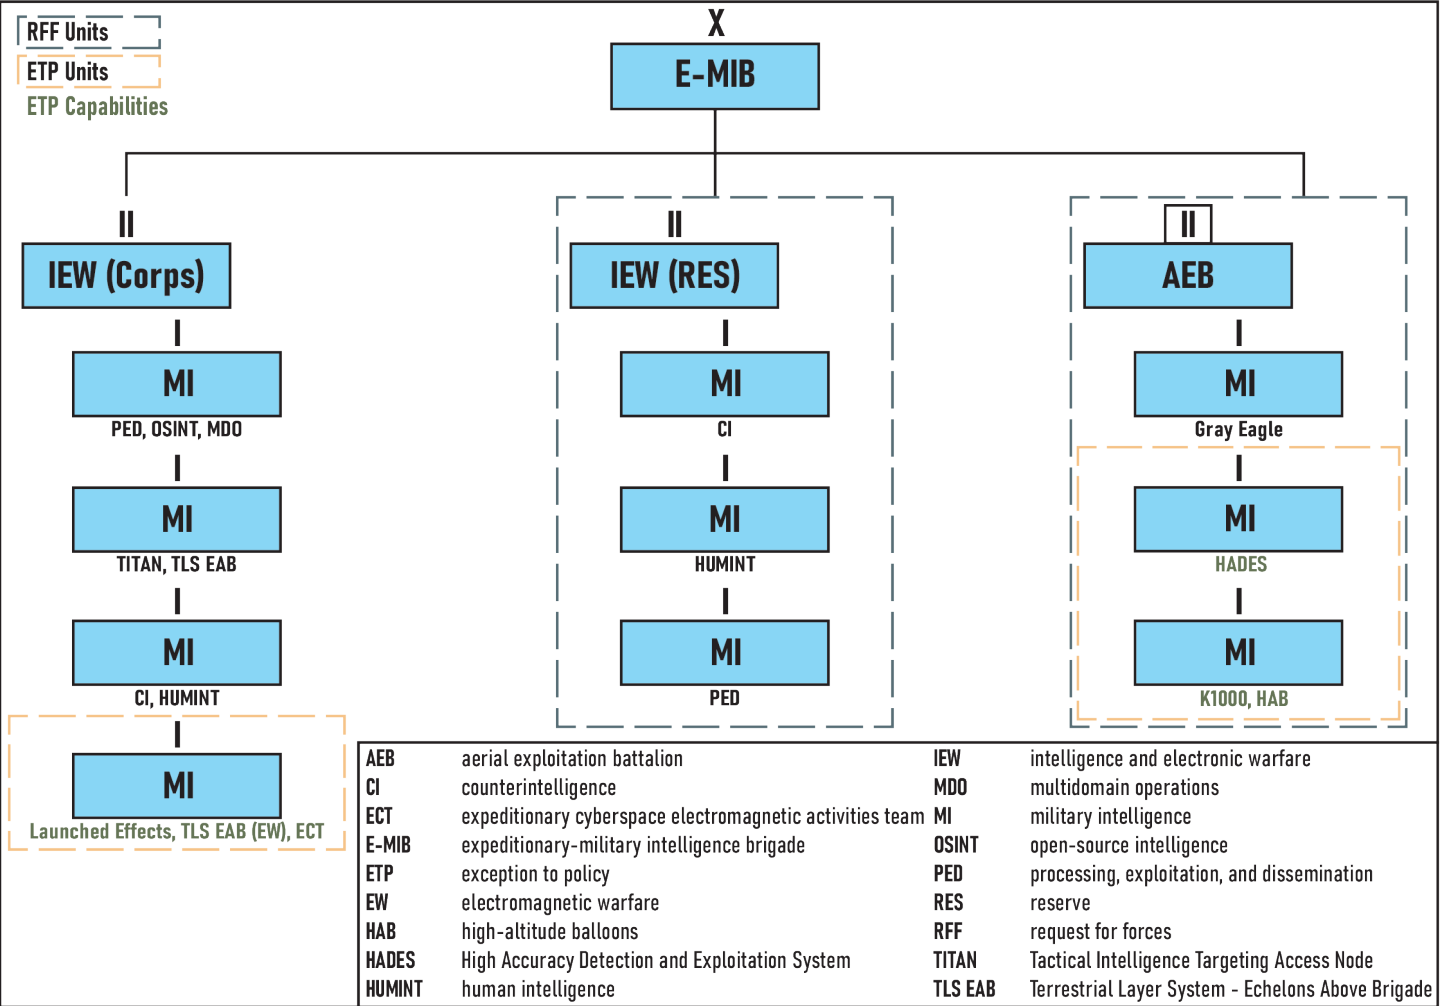 RFF Units
ETP Units
ETP Capabilities
X
E-MIB
II
IEW (Corps)
I
MI
PED, OSINT, MDO
I
MI
TITAN, TLS EAB
I
MI
CI, HUMINT
I
MI
Launched Effects, TLS EAB (EW), ECT
II
IEW (RES)
I
MI
CI
I
MI
HUMINT
I
MI
PED
II
AEB
I
MI
Gray Eagle
I
MI
HADES
I
MI
K1000, HAB
AEB aerial exploitation battalion
CI counterintelligence
ECT expeditionary cyberspace electromagnetic activities team
E-MIB expeditionary-military intelligence brigade
ETP exception to policy
EW electromagnetic warfare
HAB high-altitude balloons
HADES High Accuracy Detection and Exploitation System
HUMINT human intelligence
IEW intelligence and electronic warfare
MDO multidomain operations
MI military intelligence
OSINT open-source intelligence
PED processing, exploitation, and dissemination
RES reserve
RFF request for forces
TITAN Tactical Intelligence Targeting Access Node
TLS EAB Terrestrial Layer System - Echelons Above Brigade